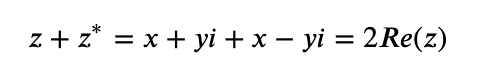 z + z* = x + yi + x − yi = 2Re(z)